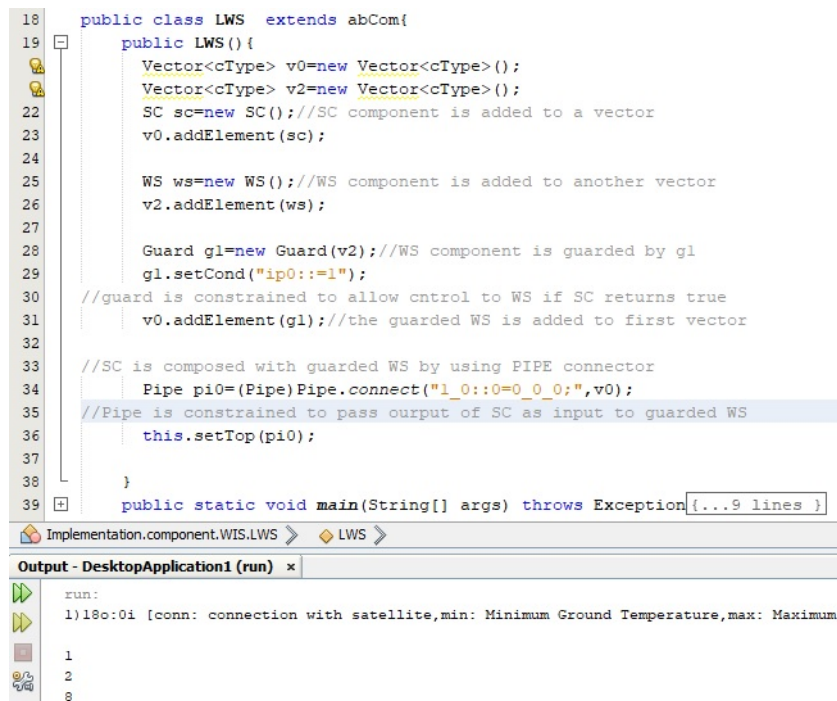 18 public class LWS  extends abCom{
19 public LWS(){
Vector<cType> v0=new Vector<cType>();
Vector<cType> v2=new Vector<cType>();
22 SC sc=new SC();//SC component is added to a vector
23 v0.addElement(sc);
24
25 WS ws=new WS();//WS component is added to another vector
26 v2.addElement(ws);
27
28 Guard g1=new Guard(v2);//WS component is guarded by g1
29 g1.setCond("ip0::=1");
30 //guard is constrained to allow cntrol to WS if SC returns true
31 v0.addElement(g1);//the guarded WS is added to first vector
32
33 //SC is composed with guarded WS by using PIPE connector
34 Pipe pi0=(Pipe)Pipe.connect("1_0::0=0_0_0;",v0);
35 //Pipe is constrained to pass ourput of SC as input to guarded WS
36 this.setTop(pi0);
37
38 }
39 public static void main(String[] args) throws Exception{...9 lines }
Implementation.component.WIS.LWS LWS
Output - DesktopApplication1 (run) ×
run:
1)18o:0i [conn: connection with satellite,min: Minimum Ground Temperature,max: Maximum
1
2
8